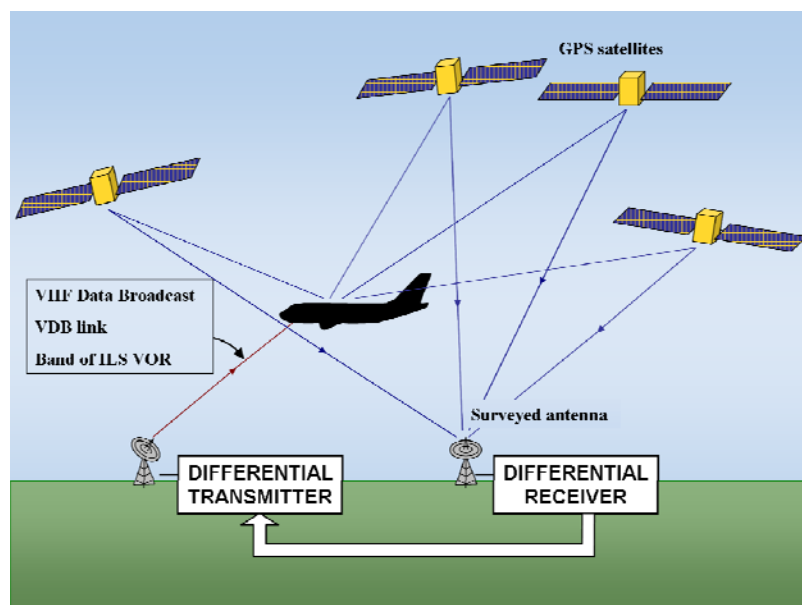 GPS satellites
VHF Data Broadcast
VDB link
Band of ILS VOR
Surveyed antenna
DIFFERENTIAL
TRANSMITTER
DIFFERENTIAL
RECEIVER